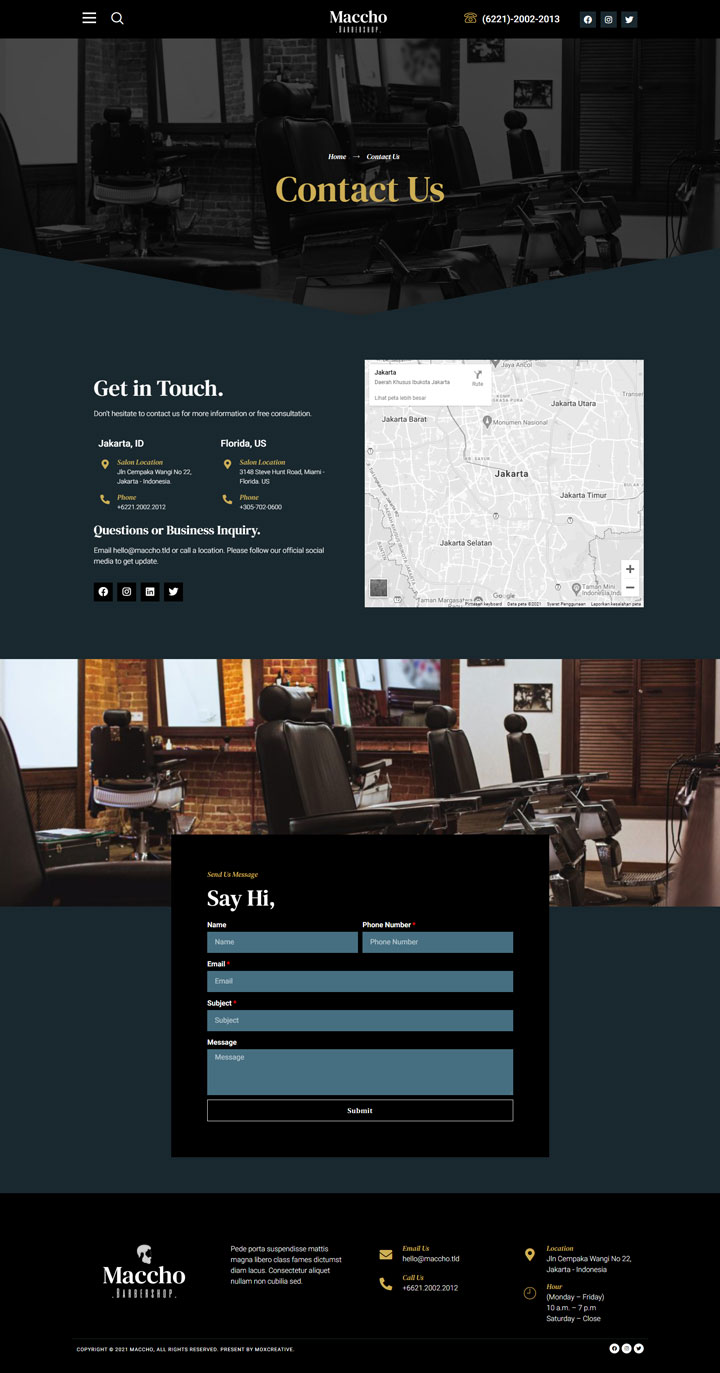 Maccho
.BARBERSHOP.
(6221)-2002-2013
Home → Contact Us
Contact Us
Get in Touch.
Don't hesitate to contact us for more information or free consultation.
Jakarta, ID
Salon Location
Jln Cempaka Wangi No 22,
Jakarta - Indonesia.
Phone
+6221.2002.2012
Florida, US
Salon Location
3148 Steve Hunt Road, Miami -
Florida. US
Phone
+305-702-0600
Questions or Business Inquiry.
Email hello@maccho.tld or call a location. Please follow our official social
media to get update.
Jakarta
Daerah Khusus Ibukota Jakarta
Rute
Lihat peta lebih besar
Jaya Ancol
Jakarta Utara
Jakarta Barat
Monumen Nasional
Jakarta
Jakarta Timur
Jakarta Selatan
Taman Mini
Indonesia Ind
Taman Margasatwa
Google
Pintasan keyboard
Data peta ©2021
Syarat Penggunaan
Laporkan kesalahan peta
Send Us Message
Say Hi,
Name
Phone Number *
Name
Phone Number
Email *
Email
Subject *
Subject
Message
Message
Submit
Maccho
.BARBERSHOP.
Pede porta suspendisse mattis
magna libero class fames dictumst
diam lacus. Consectetur aliquet
nullam non cubilia sed.
Email Us
hello@maccho.tld
Call Us
+6621.2002.2012
Location
Jln Cempaka Wangi No 22,
Jakarta - Indonesia
Hour
(Monday – Friday)
10 a.m. – 7 p.m
Saturday – Close
COPYRIGHT © 2021 MACCHO, ALL RIGHTS RESERVED. PRESENT BY MOXCREATIVE.